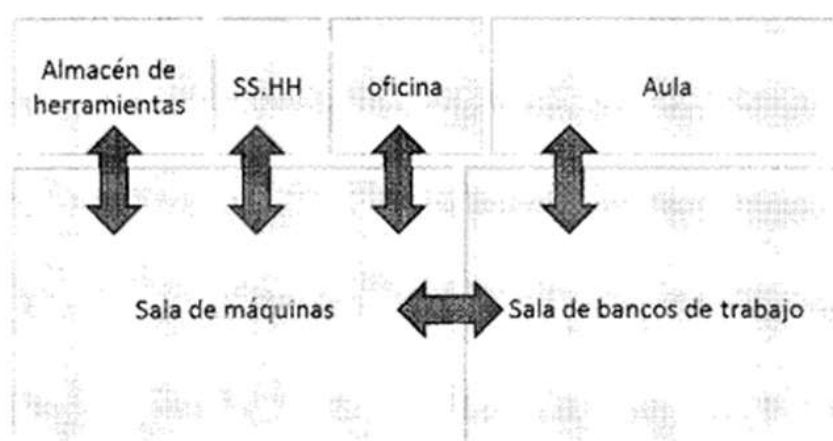 Almacén de
herramientas
SS.HH
oficina
Aula
Sala de máquinas
Sala de bancos de trabajo